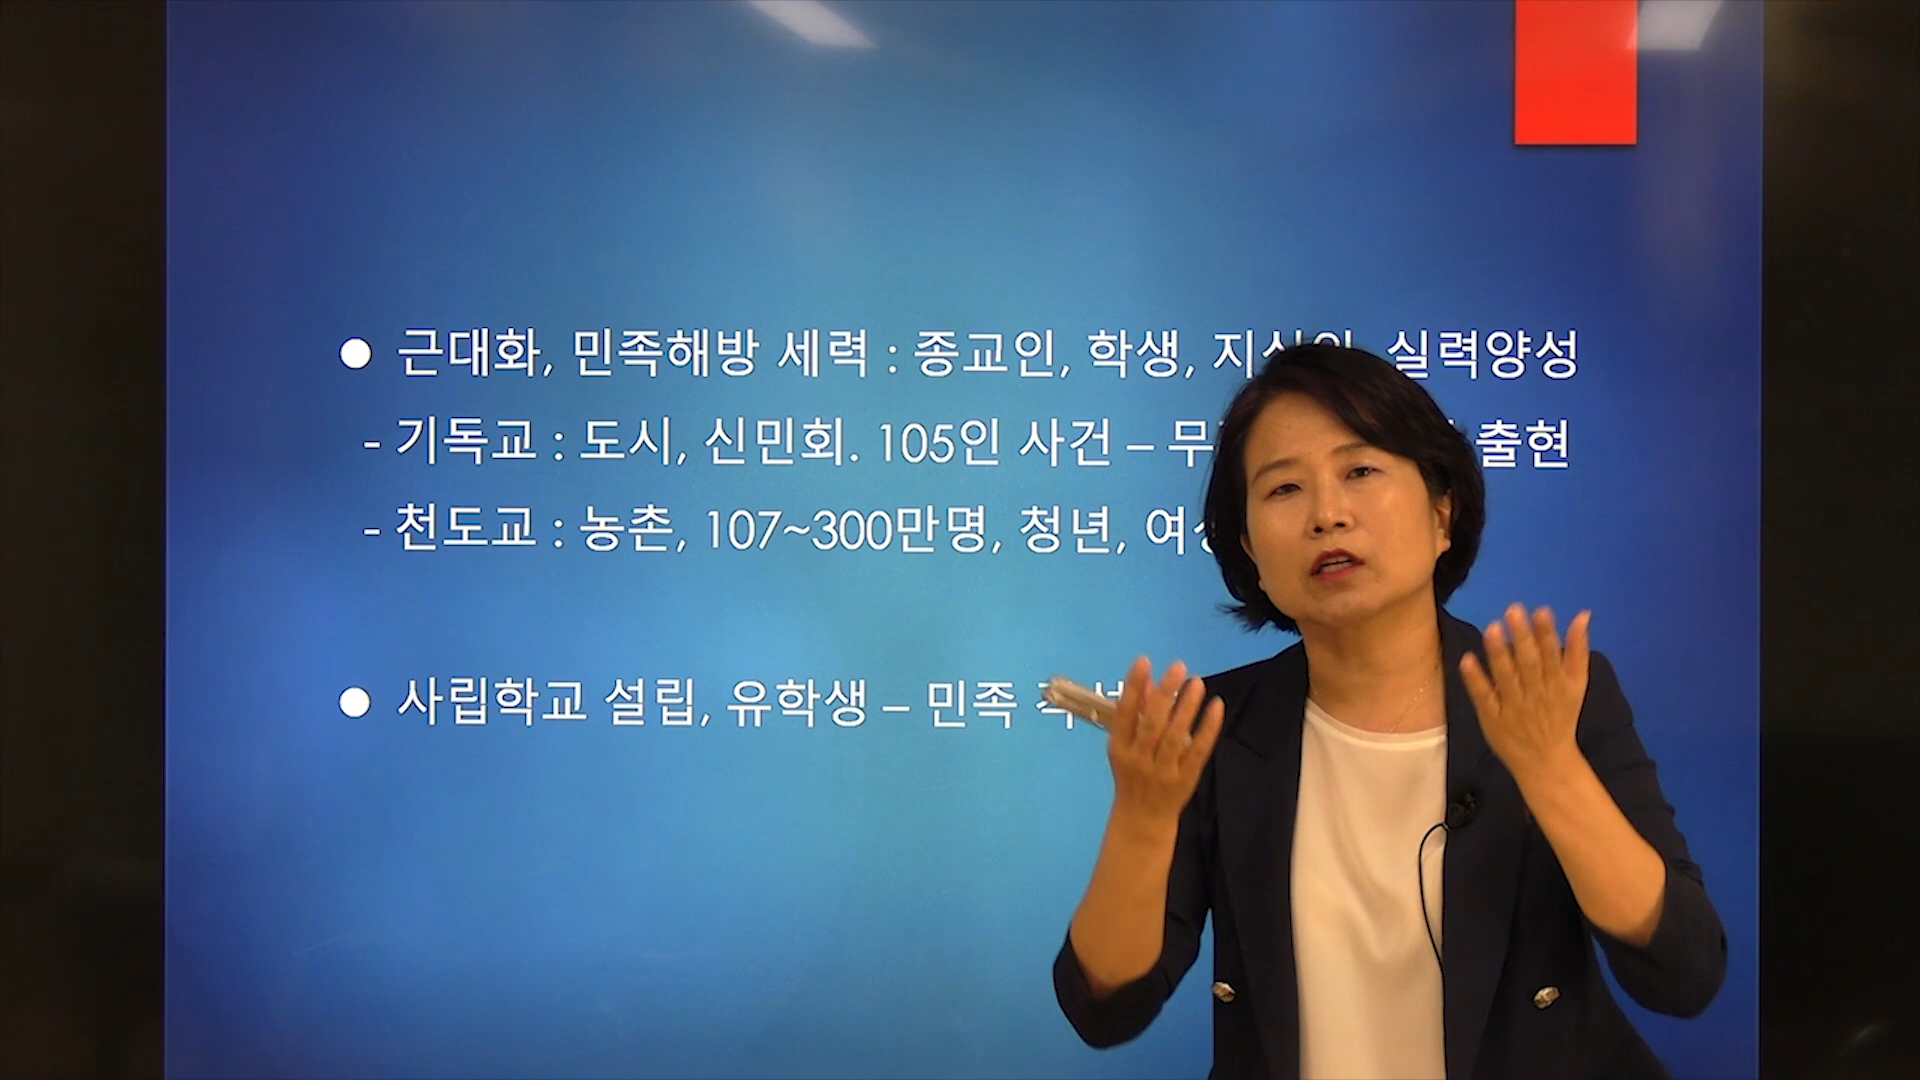 ● 근대화, 민족해방 세력 : 종교인, 학생, 실력양성
- 기독교 : 도시, 신민회. 105인 사건 – 출현
- 천도교 : 농촌, 107~300만명, 청년,
● 사립학교 설립, 유학생 – 민족